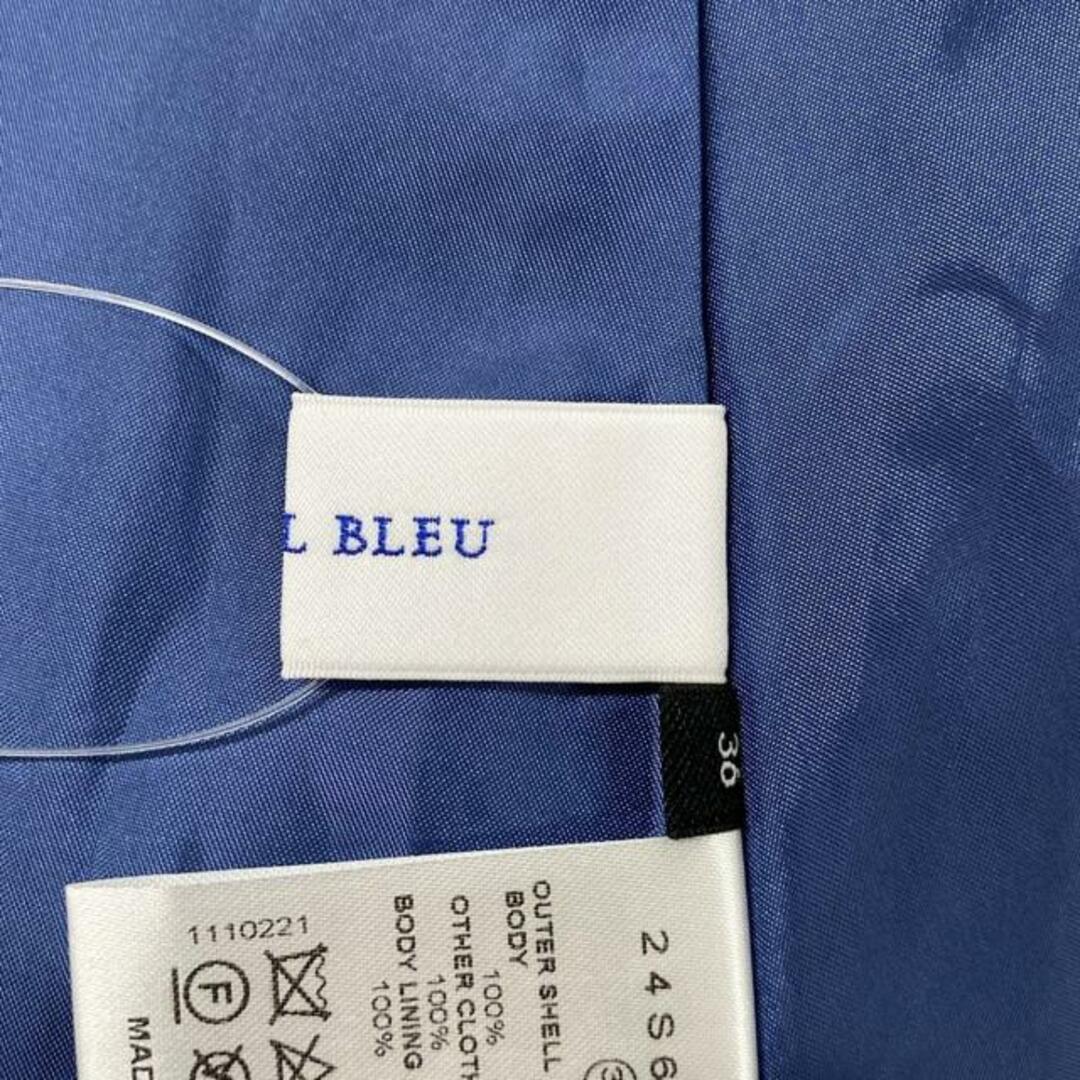 L BLEU
36
24S6
OUTER SHELL
BODY
100%
OTHER CLOTH
100%
BODY LINING
100%
1110221
F
MAD